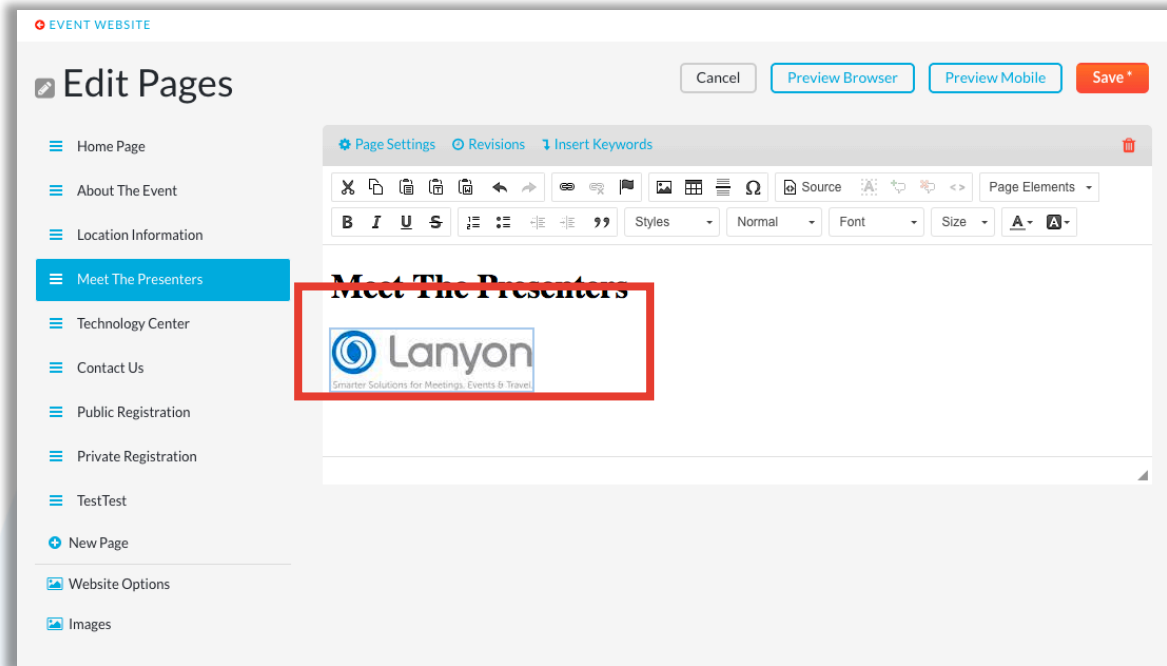 EVENT WEBSITE
Edit Pages
Cancel
Preview Browser
Preview Mobile
Save *
Home Page
About The Event
Location Information
Meet The Presenters
Technology Center
Contact Us
Public Registration
Private Registration
TestTest
New Page
Website Options
Images
Page Settings
Revisions
Insert Keywords
Source
Page Elements
B I U S
Styles
Normal
Font
Size
A
A
Meet The Presenters
Lanyon
Smarter Solutions for Meetings, Events & Travel.